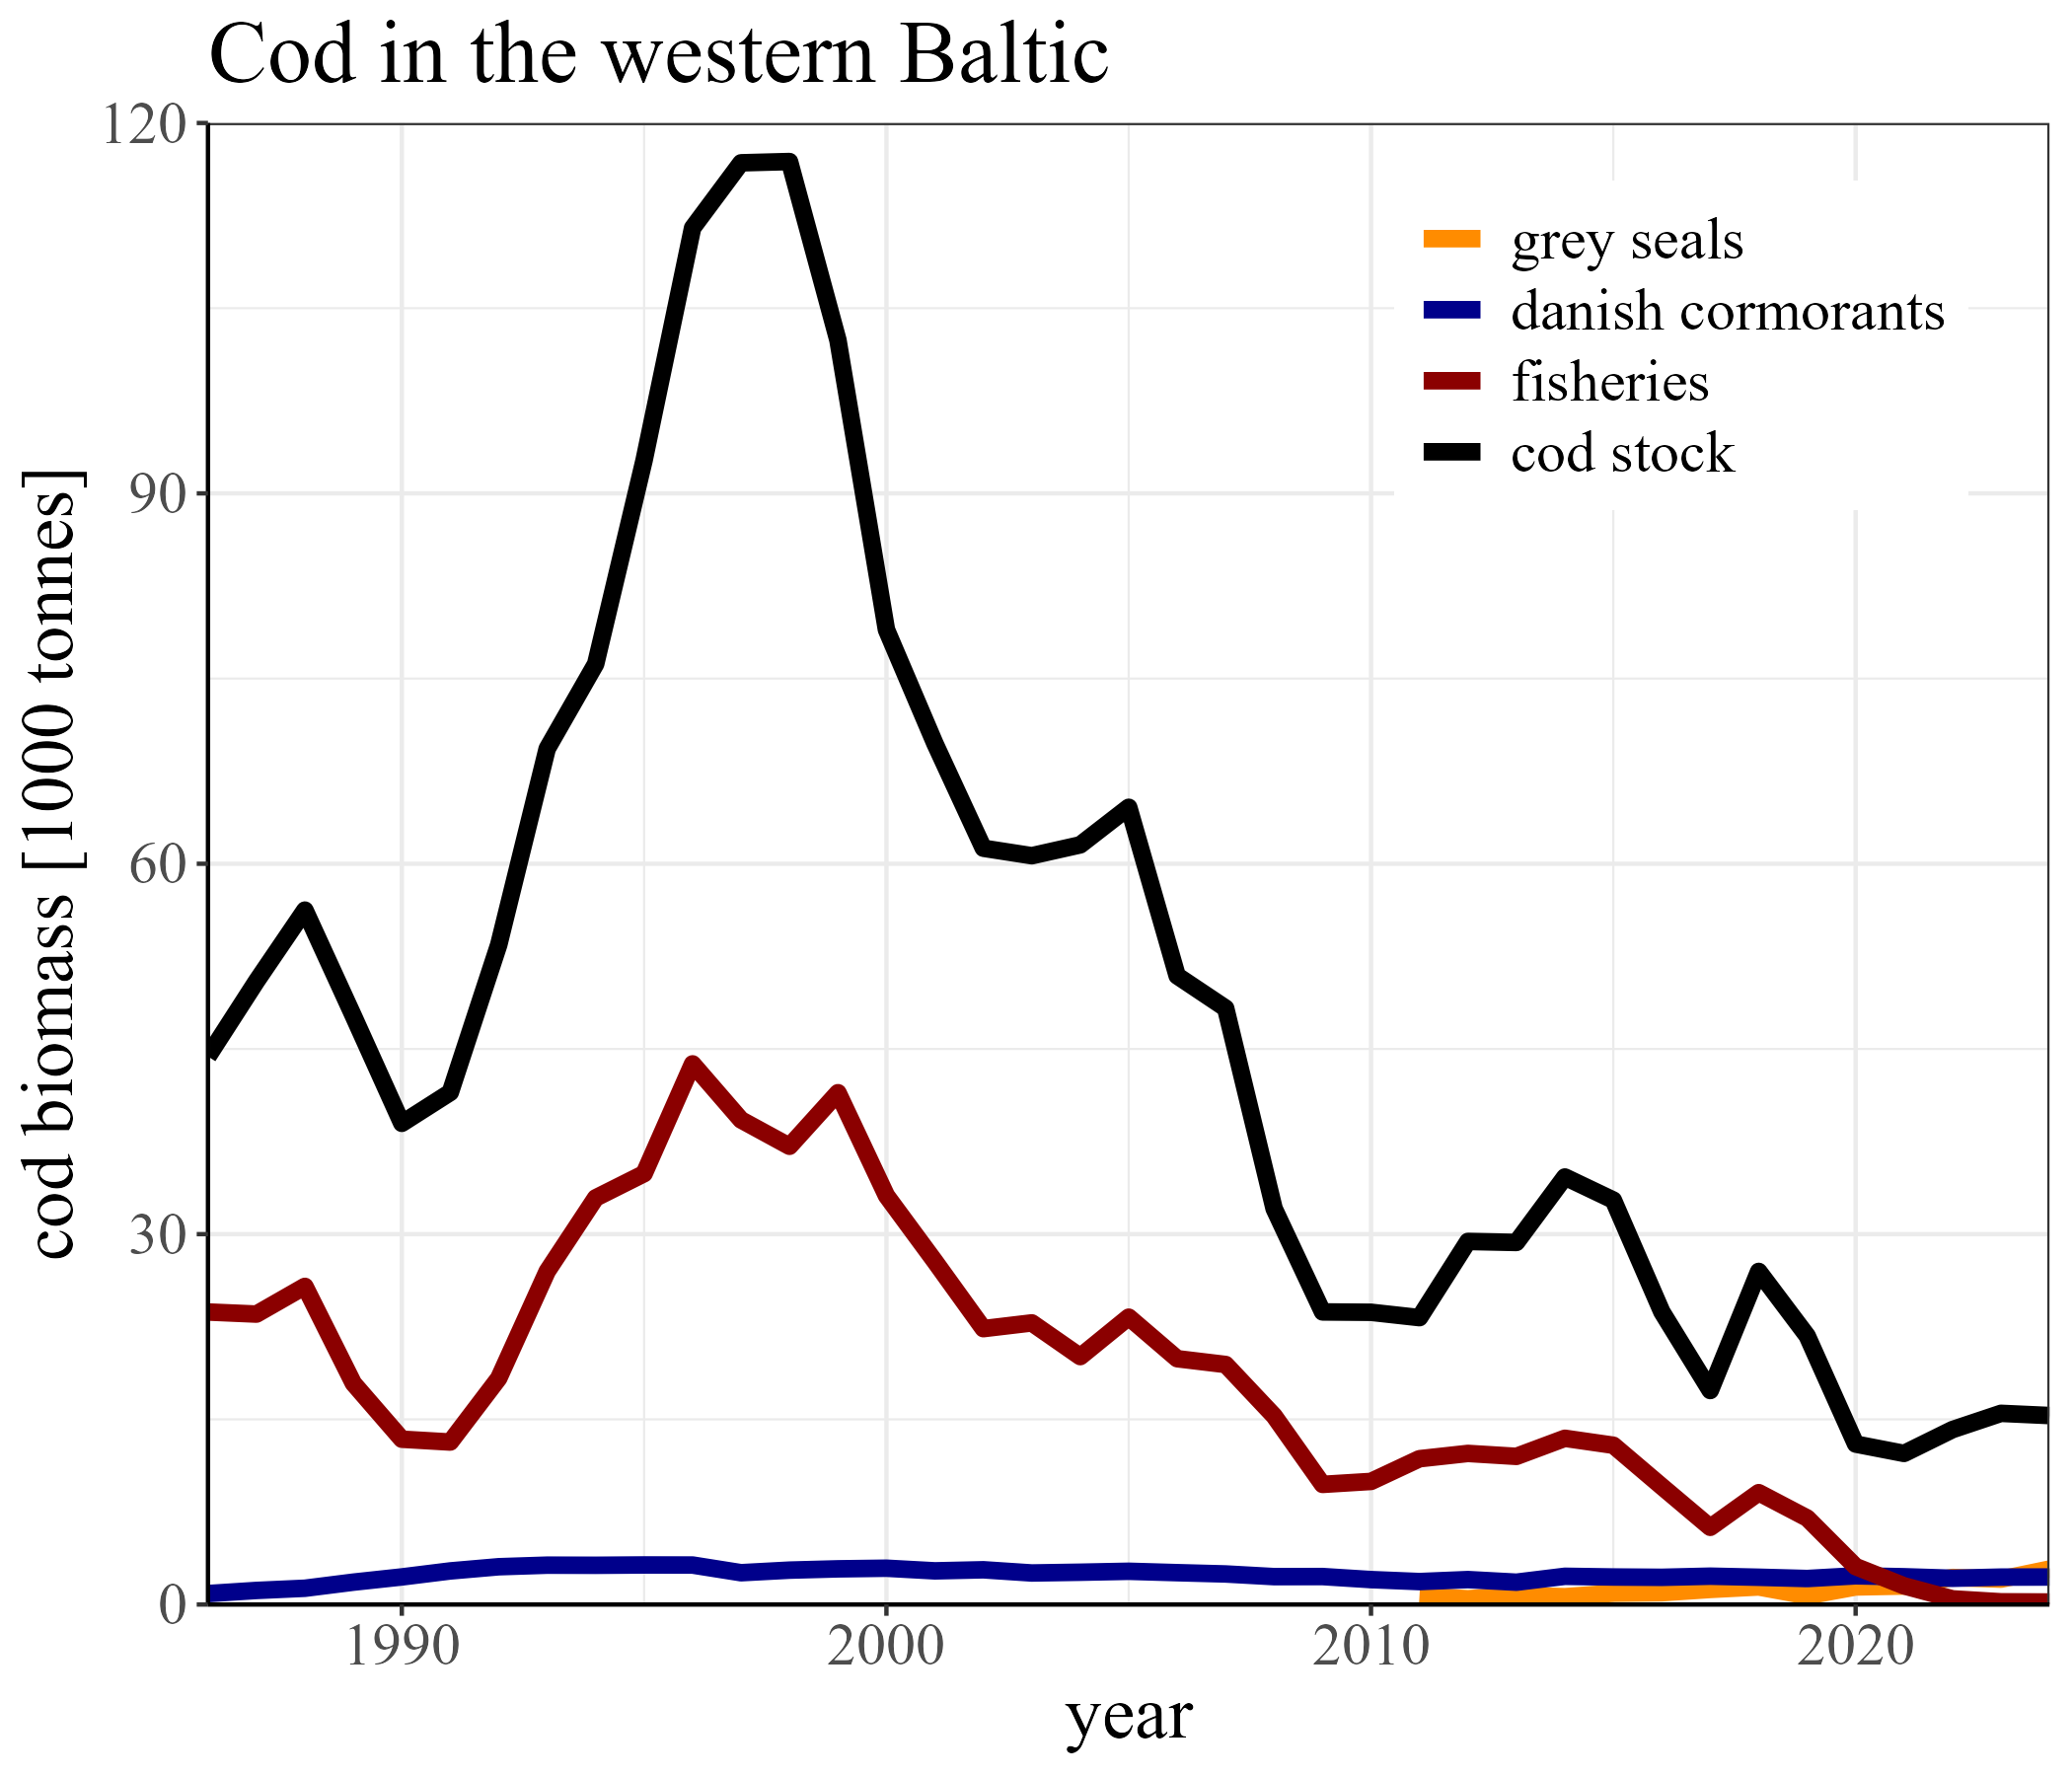 Cod in the western Baltic
120
90
60
30
0
cod biomass [1000 tonnes]
grey seals
danish cormorants
fisheries
cod stock
1990 2000 2010 2020
year